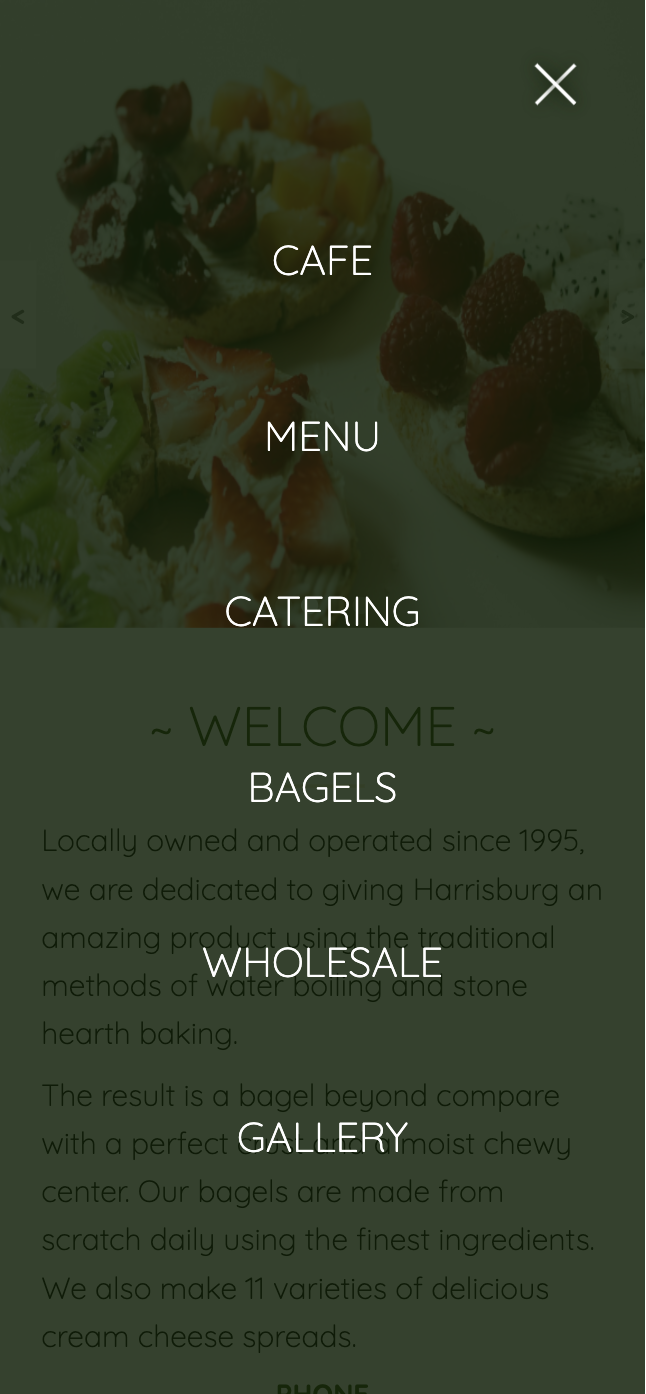 <
>
CAFE
MENU
CATERING
~ WELCOME ~
BAGELS
Locally owned and operated since 1995,
we are dedicated to giving Harrisburg an
amazing product using the traditional
WHOLESALE
methods of water boiling and stone
hearth baking.
The result is a bagel beyond compare
with a perfect crust and a moist chewy
GALLERY
center. Our bagels are made from
scratch daily using the finest ingredients.
We also make 11 varieties of delicious
cream cheese spreads.
PHONE